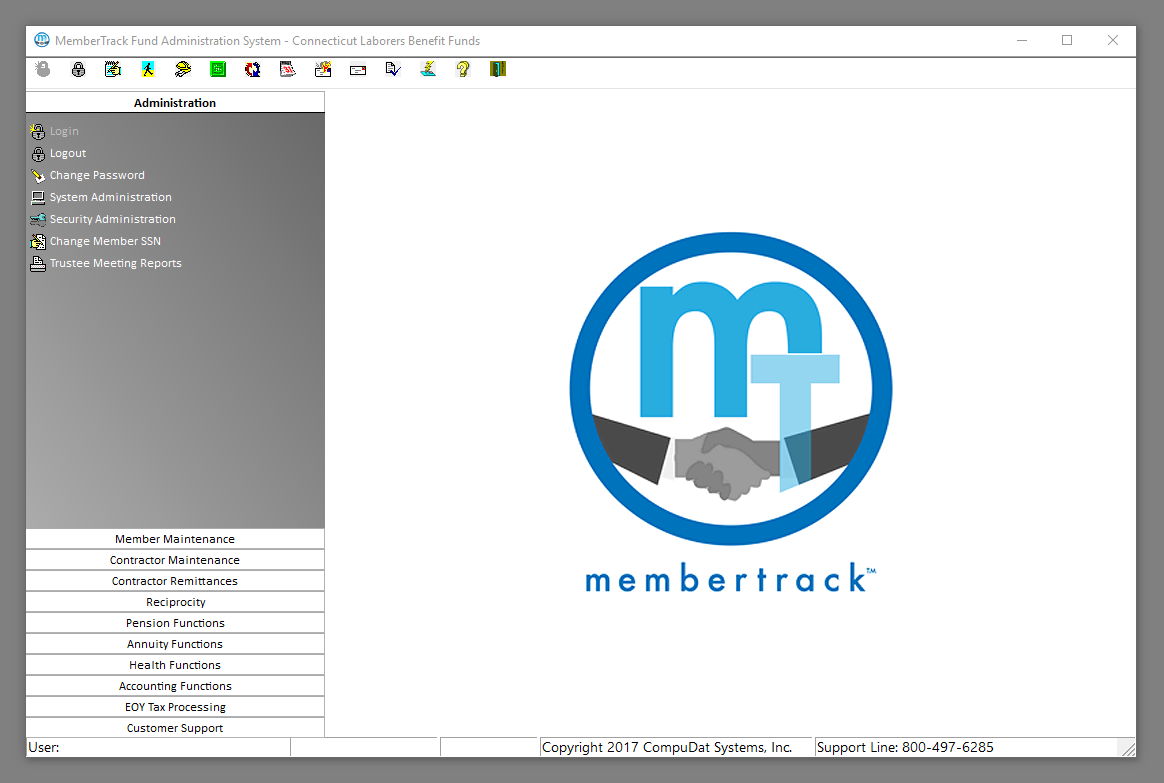 MemberTrack Fund Administration System - Connecticut Laborers Benefit Funds
Administration
Login
Logout
Change Password
System Administration
Security Administration
Change Member SSN
Trustee Meeting Reports
mT
membertrack™
Member Maintenance
Contractor Maintenance
Contractor Remittances
Reciprocity
Pension Functions
Annuity Functions
Health Functions
Accounting Functions
EOY Tax Processing
Customer Support
User:
Copyright 2017 CompuDat Systems, Inc.
Support Line: 800-497-6285